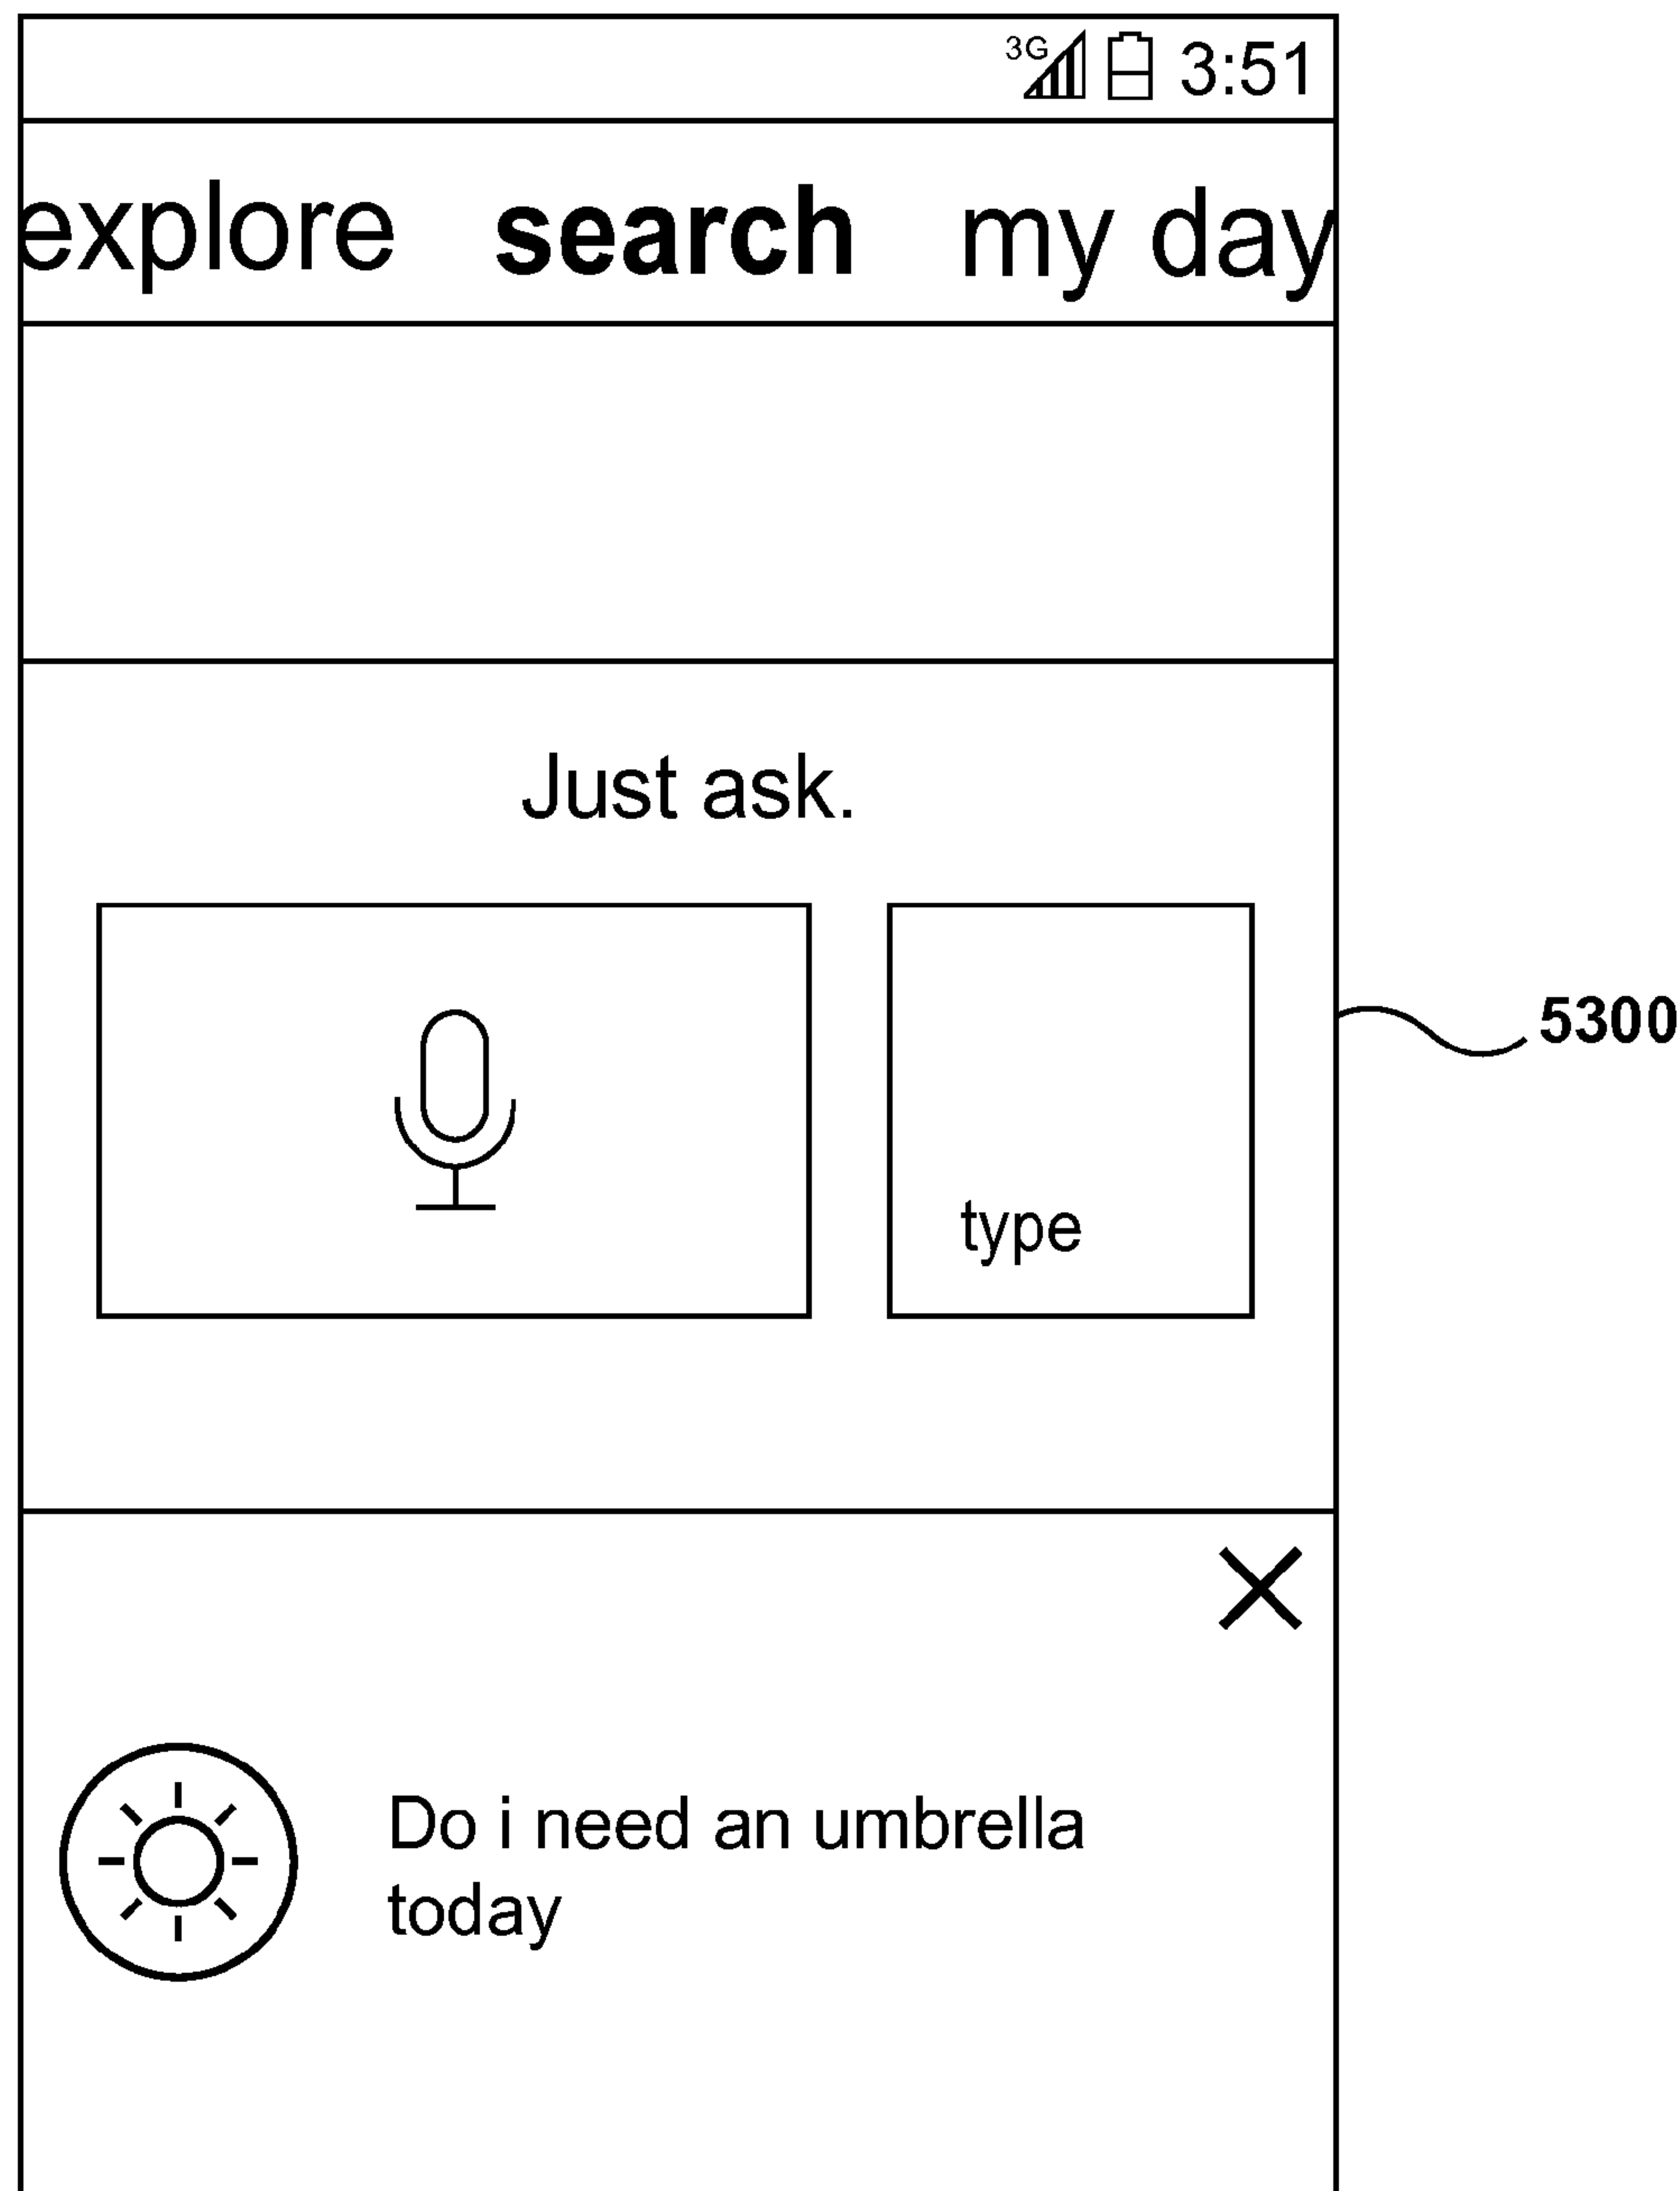 3G 3:51
explore search my day
Just ask.
type
5300
Do i need an umbrella
today